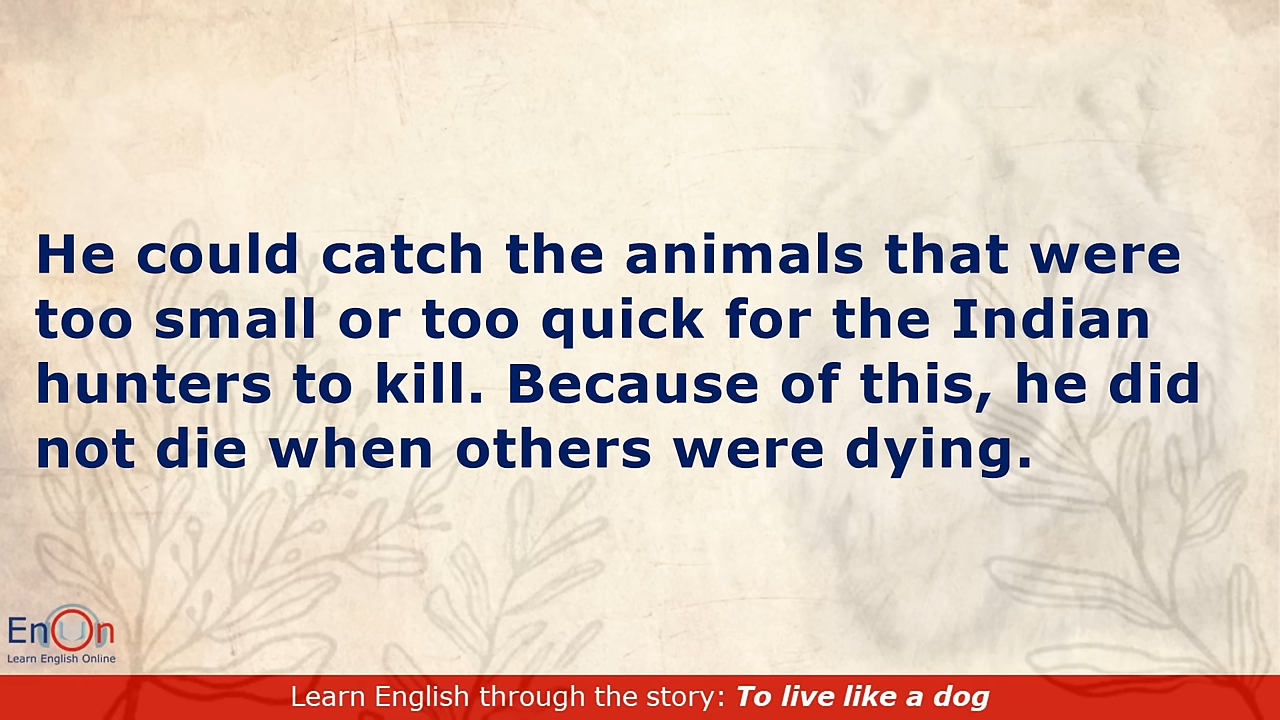 He could catch the animals that were
too small or too quick for the Indian
hunters to kill. Because of this, he did
not die when others were dying.
EnOn
Learn English Online
Learn English through the story: To live like a dog